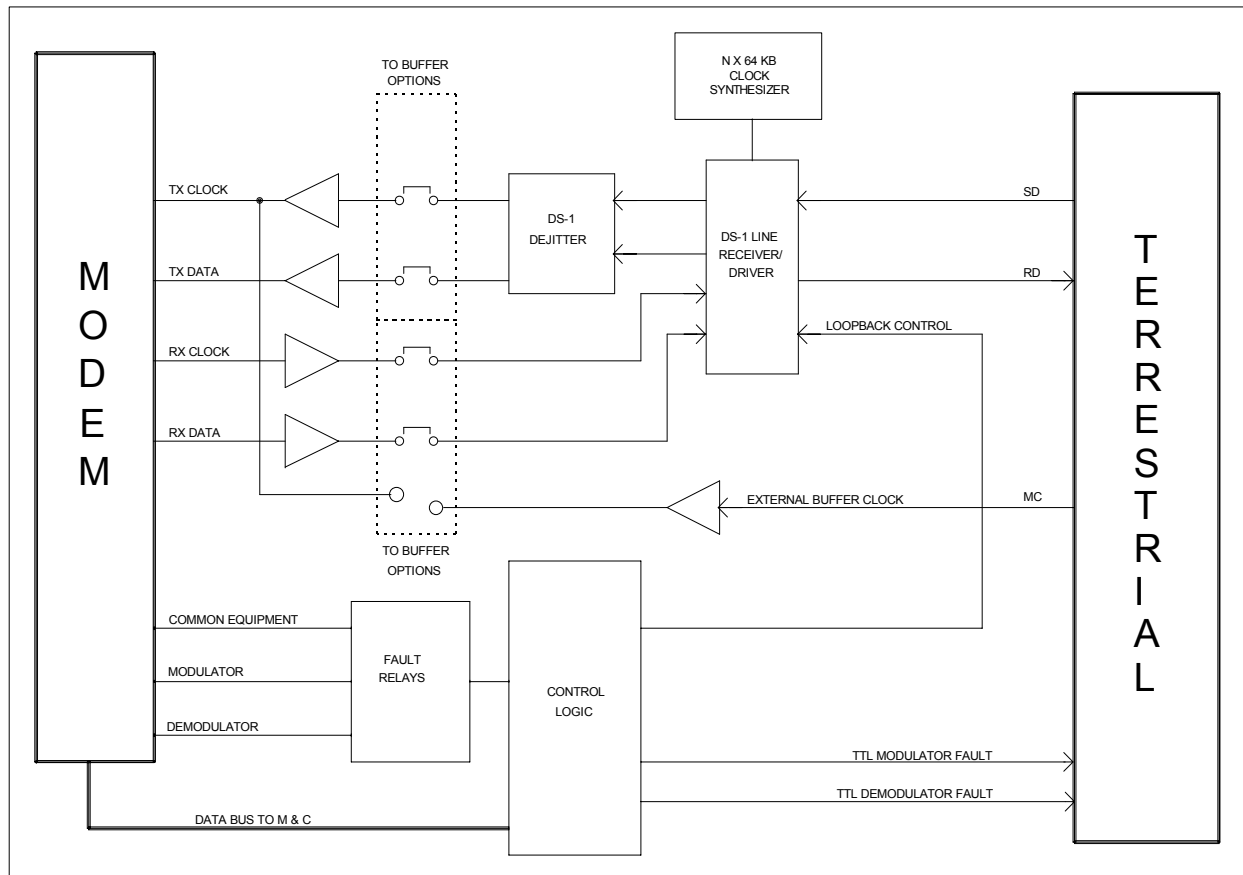 TO BUFFER
OPTIONS
N X 64 KB
CLOCK
SYNTHESIZER
MODEM
TX CLOCK
TX DATA
RX CLOCK
RX DATA
DS-1
DEJITTER
DS-1 LINE
RECEIVER/
DRIVER
SD
RD
LOOPBACK CONTROL
EXTERNAL BUFFER CLOCK
MC
TERRESTRIAL
TO BUFFER
OPTIONS
COMMON EQUIPMENT
MODULATOR
DEMODULATOR
FAULT
RELAYS
CONTROL
LOGIC
TTL MODULATOR FAULT
TTL DEMODULATOR FAULT
DATA BUS TO M & C